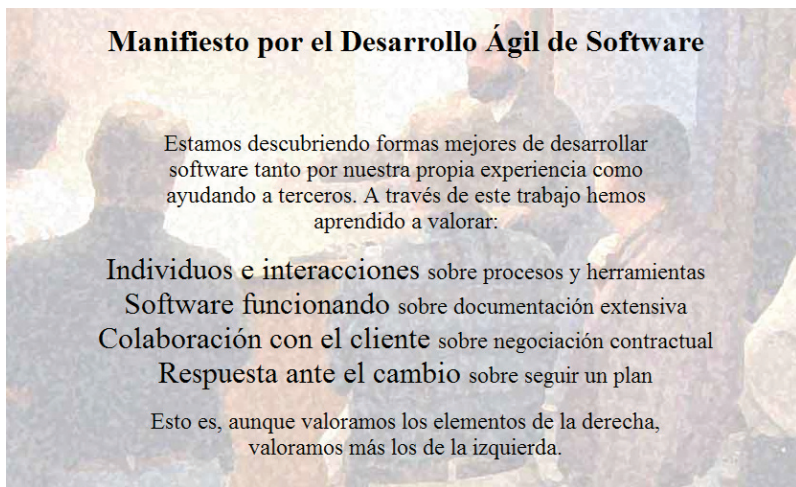 Manifiesto por el Desarrollo Ágil de Software
Estamos descubriendo formas mejores de desarrollar
software tanto por nuestra propia experiencia como
ayudando a terceros. A través de este trabajo hemos
aprendido a valorar:
Individuos e interacciones sobre procesos y herramientas
Software funcionando sobre documentación extensiva
Colaboración con el cliente sobre negociación contractual
Respuesta ante el cambio sobre seguir un plan
Esto es, aunque valoramos los elementos de la derecha,
valoramos más los de la izquierda.